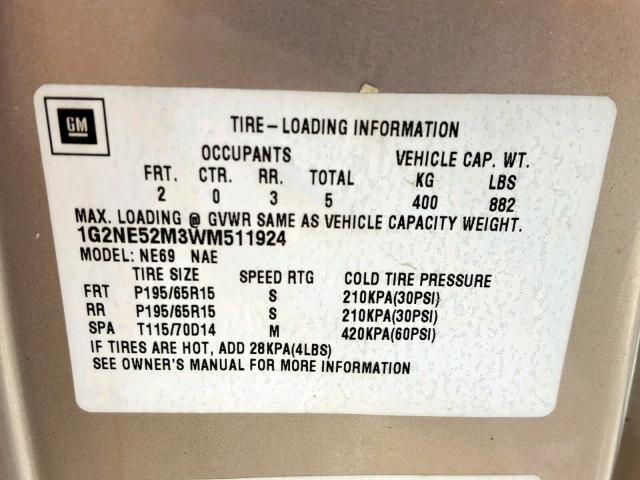 GM
TIRE-LOADING INFORMATION
OCCUPANTS VEHICLE CAP. WT.
FRT. CTR. RR. TOTAL KG LBS
2 0 3 5 400 882
MAX. LOADING @ GVWR SAME AS VEHICLE CAPACITY WEIGHT.
1G2NE52M3WM511924
MODEL: NE69 NAE
TIRE SIZE SPEED RTG COLD TIRE PRESSURE
FRT P195/65R15 S 210KPA(30PSI)
RR P195/65R15 S 210KPA(30PSI)
SPA T115/70D14 M 420KPA(60PSI)
IF TIRES ARE HOT, ADD 28KPA(4LBS)
SEE OWNER'S MANUAL FOR MORE INFORMATION